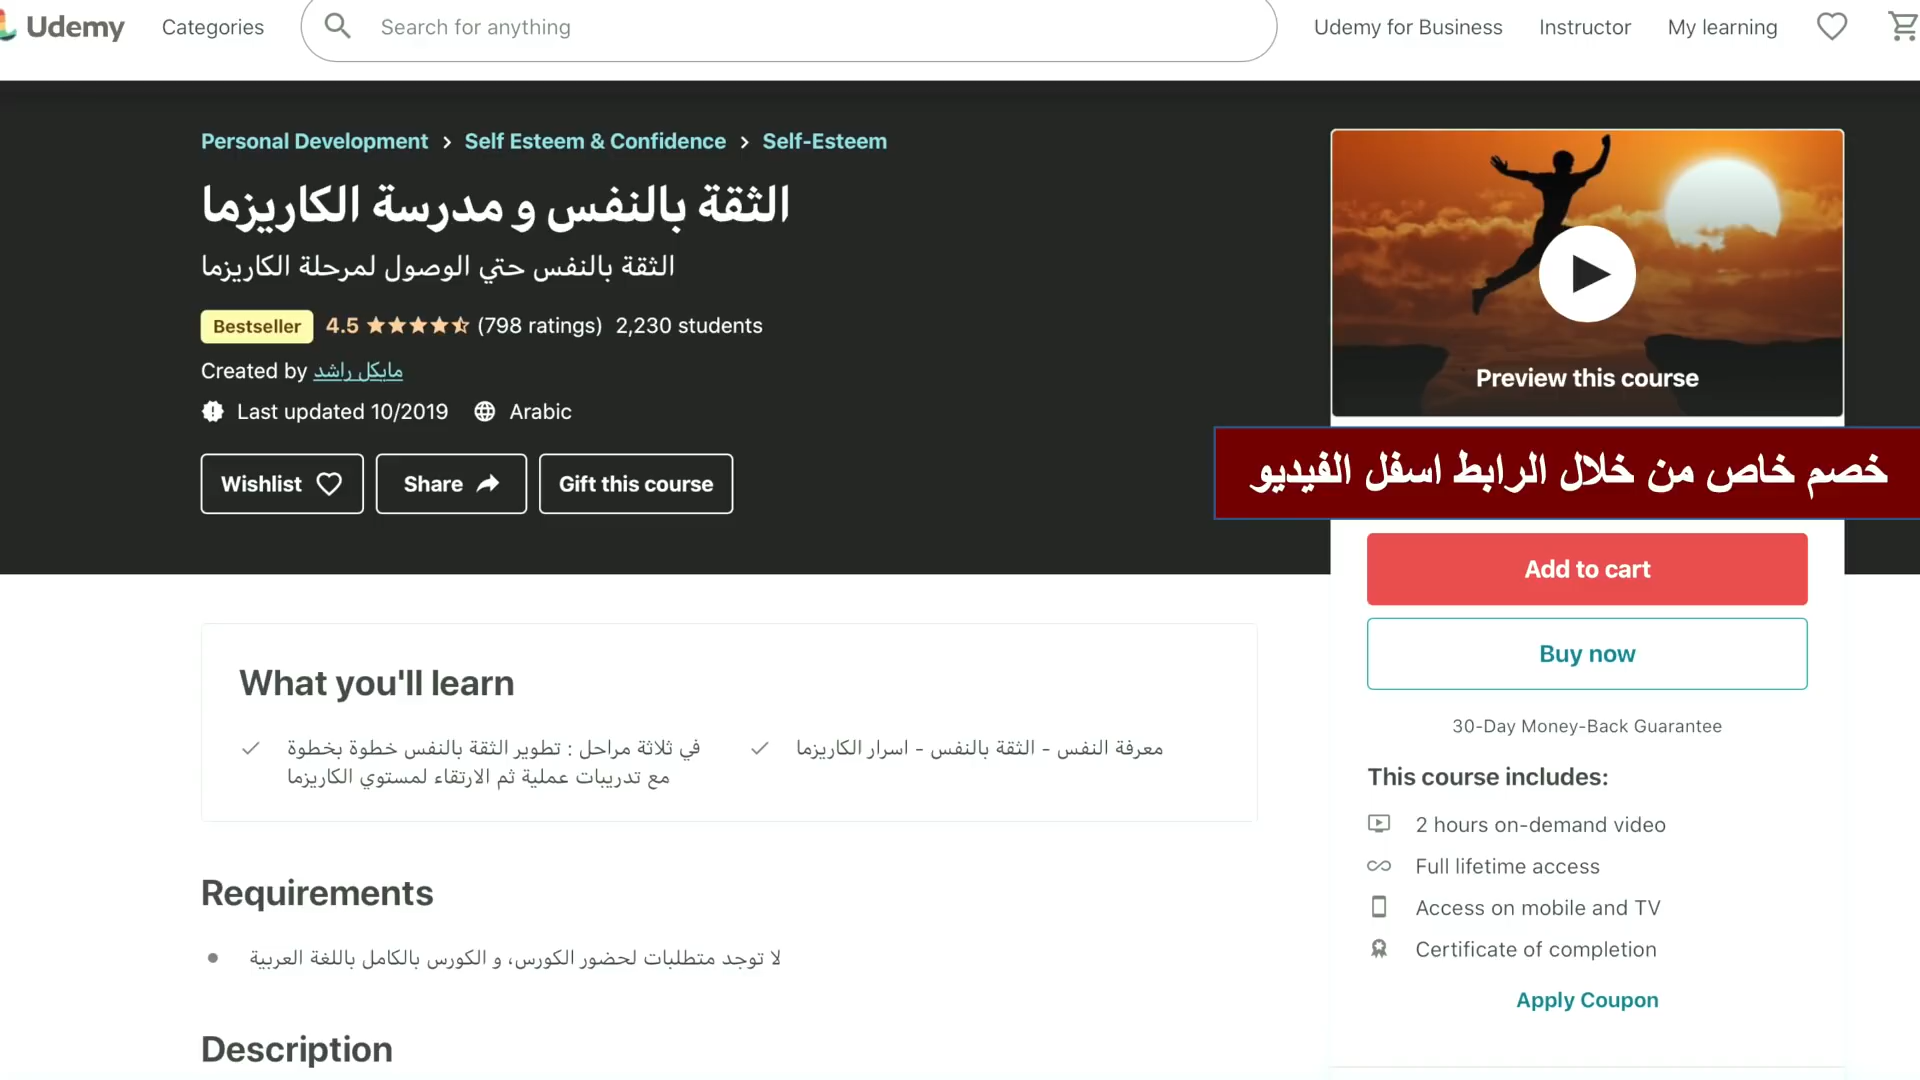 Udemy
Categories
Search for anything
Udemy for Business
Instructor
My learning
Personal Development > Self Esteem & Confidence > Self-Esteem
الثقة بالنفس و مدرسة الكاريزما
الثقة بالنفس حتي الوصول لمرحلة الكاريزما
Bestseller 4.5 (798 ratings) 2,230 students
Created by مايكل راشد
Last updated 10/2019 Arabic
Wishlist
Share
Gift this course
Preview this course
خصم خاص من خلال الرابط اسفل الفيديو
Add to cart
Buy now
30-Day Money-Back Guarantee
This course includes:
2 hours on-demand video
Full lifetime access
Access on mobile and TV
Certificate of completion
Apply Coupon
What you'll learn
في ثلاثة مراحل : تطوير الثقة بالنفس خطوة بخطوة
مع تدريبات عملية ثم الارتقاء لمستوي الكاريزما
معرفة النفس - الثقة بالنفس - اسرار الكاريزما
Requirements
لا توجد متطلبات لحضور الكورس، و الكورس بالكامل باللغة العربية
Description